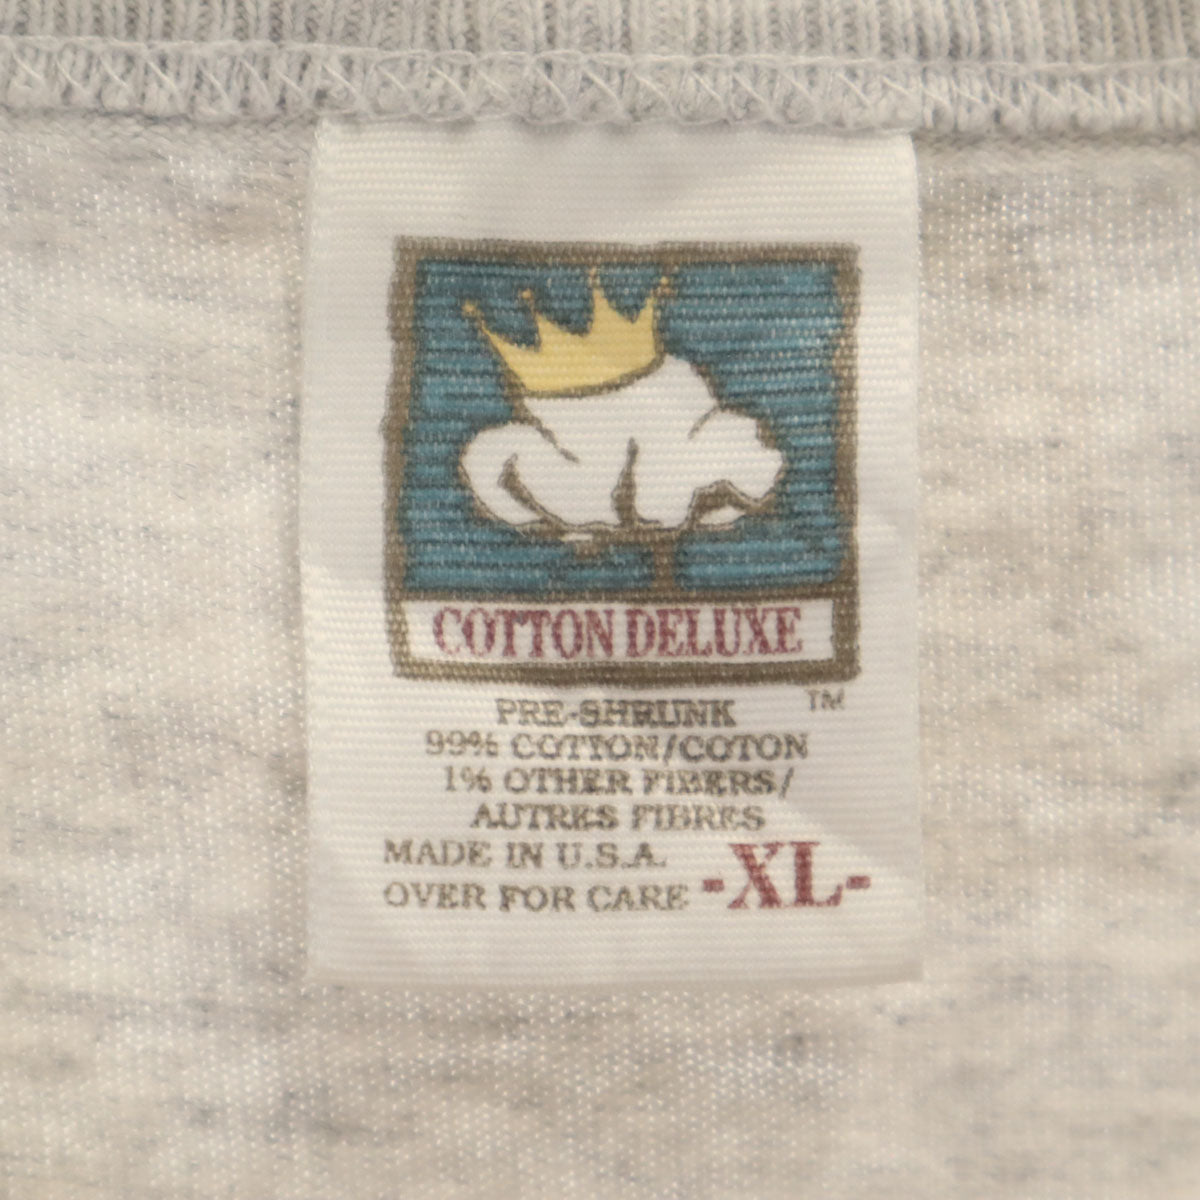 COTTON DELUXE
TM
PRE-SHRUNK
99% COTTON/COTON
1% OTHER FIBERS/
AUTRES FIBRES
MADE IN U.S.A.
OVER FOR CARE -XL-